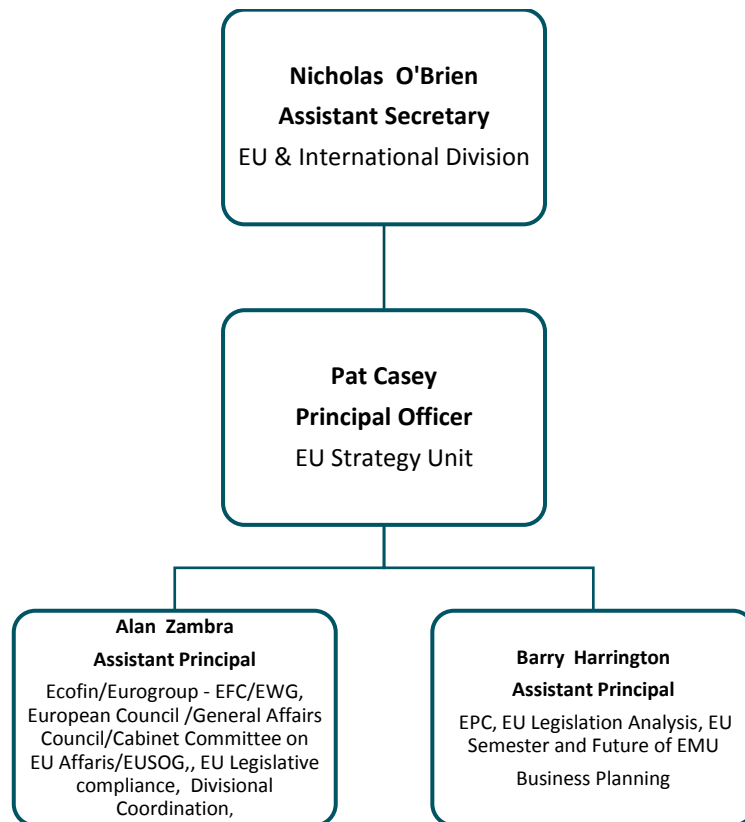 Nicholas O'Brien
Assistant Secretary
EU & International Division
Pat Casey
Principal Officer
EU Strategy Unit
Alan Zambra
Assistant Principal
Ecofin/Eurogroup - EFC/EWG,
European Council /General Affairs
Council/Cabinet Committee on
EU Affaris/EUSOG,, EU Legislative
compliance, Divisional
Coordination,
Barry Harrington
Assistant Principal
EPC, EU Legislation Analysis, EU
Semester and Future of EMU
Business Planning